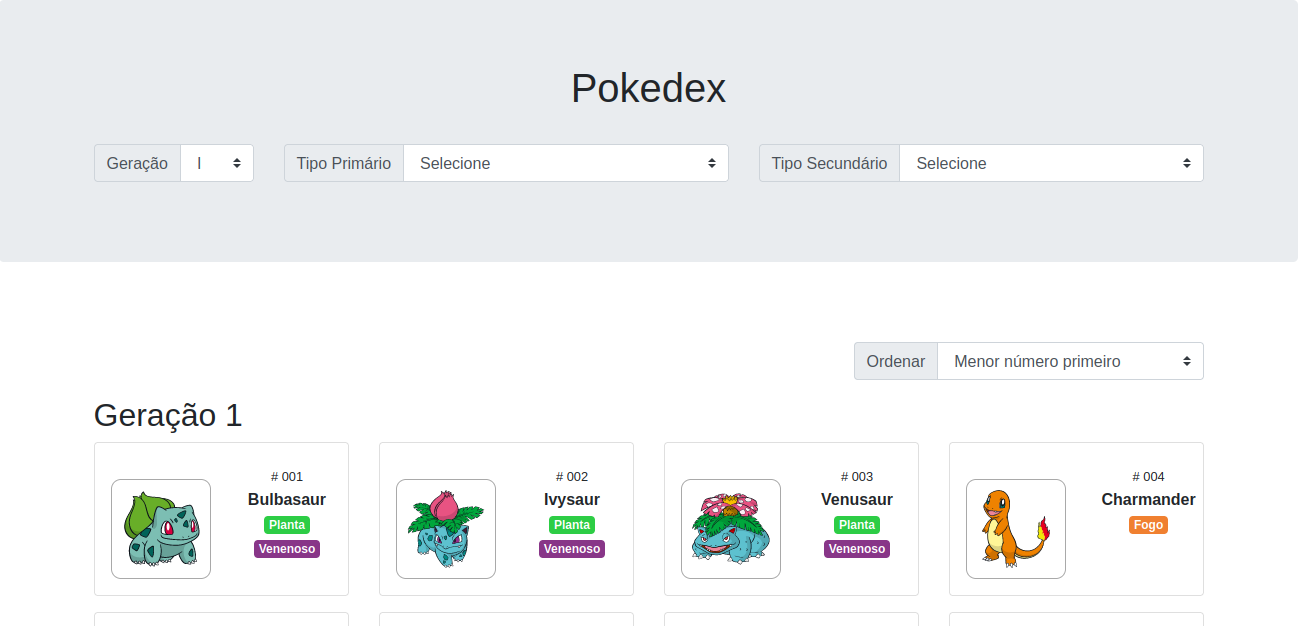 Pokedex
Geração I Tipo Primário Selecione Tipo Secundário Selecione
Ordenar Menor número primeiro
Geração 1
# 001
Bulbasaur
Planta
Venenoso
# 002
Ivysaur
Planta
Venenoso
# 003
Venusaur
Planta
Venenoso
# 004
Charmander
Fogo